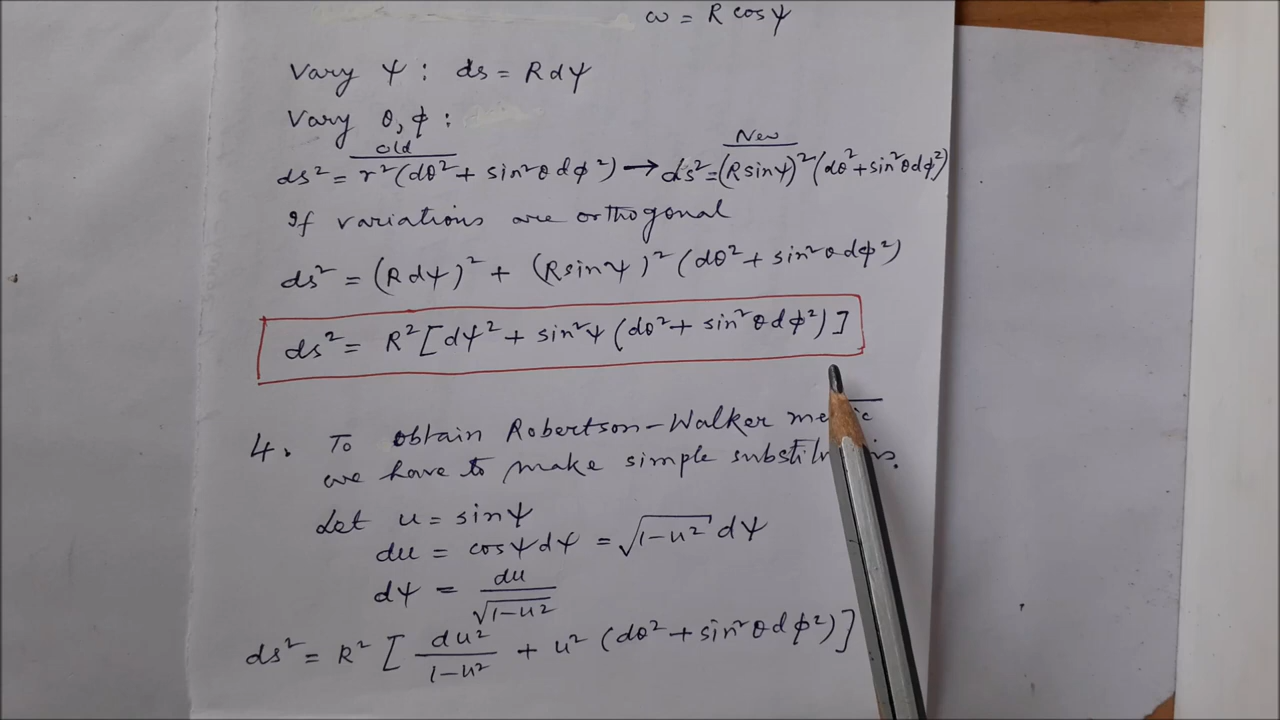 ω = R cos ψ
Vary ψ : ds = R dψ
Vary θ, φ :
old New
ds² = r² (dθ² + sin²θ dφ²) → ds² = (R sin ψ)² (dθ² + sin²θ dφ²)
If variations are orthogonal
ds² = (R dψ)² + (R sin ψ)² (dθ² + sin²θ dφ²)
ds² = R² [dψ² + sin²ψ (dθ² + sin²θ dφ²)]
4. To obtain Robertson-Walker
we have to make simple
Let u = sin ψ
du = cos ψ dψ = √(1-u²) dψ
dψ = du/√(1-u²)
ds² = R² [du²/(1-u²) + u² (dθ² + sin²θ dφ²)]